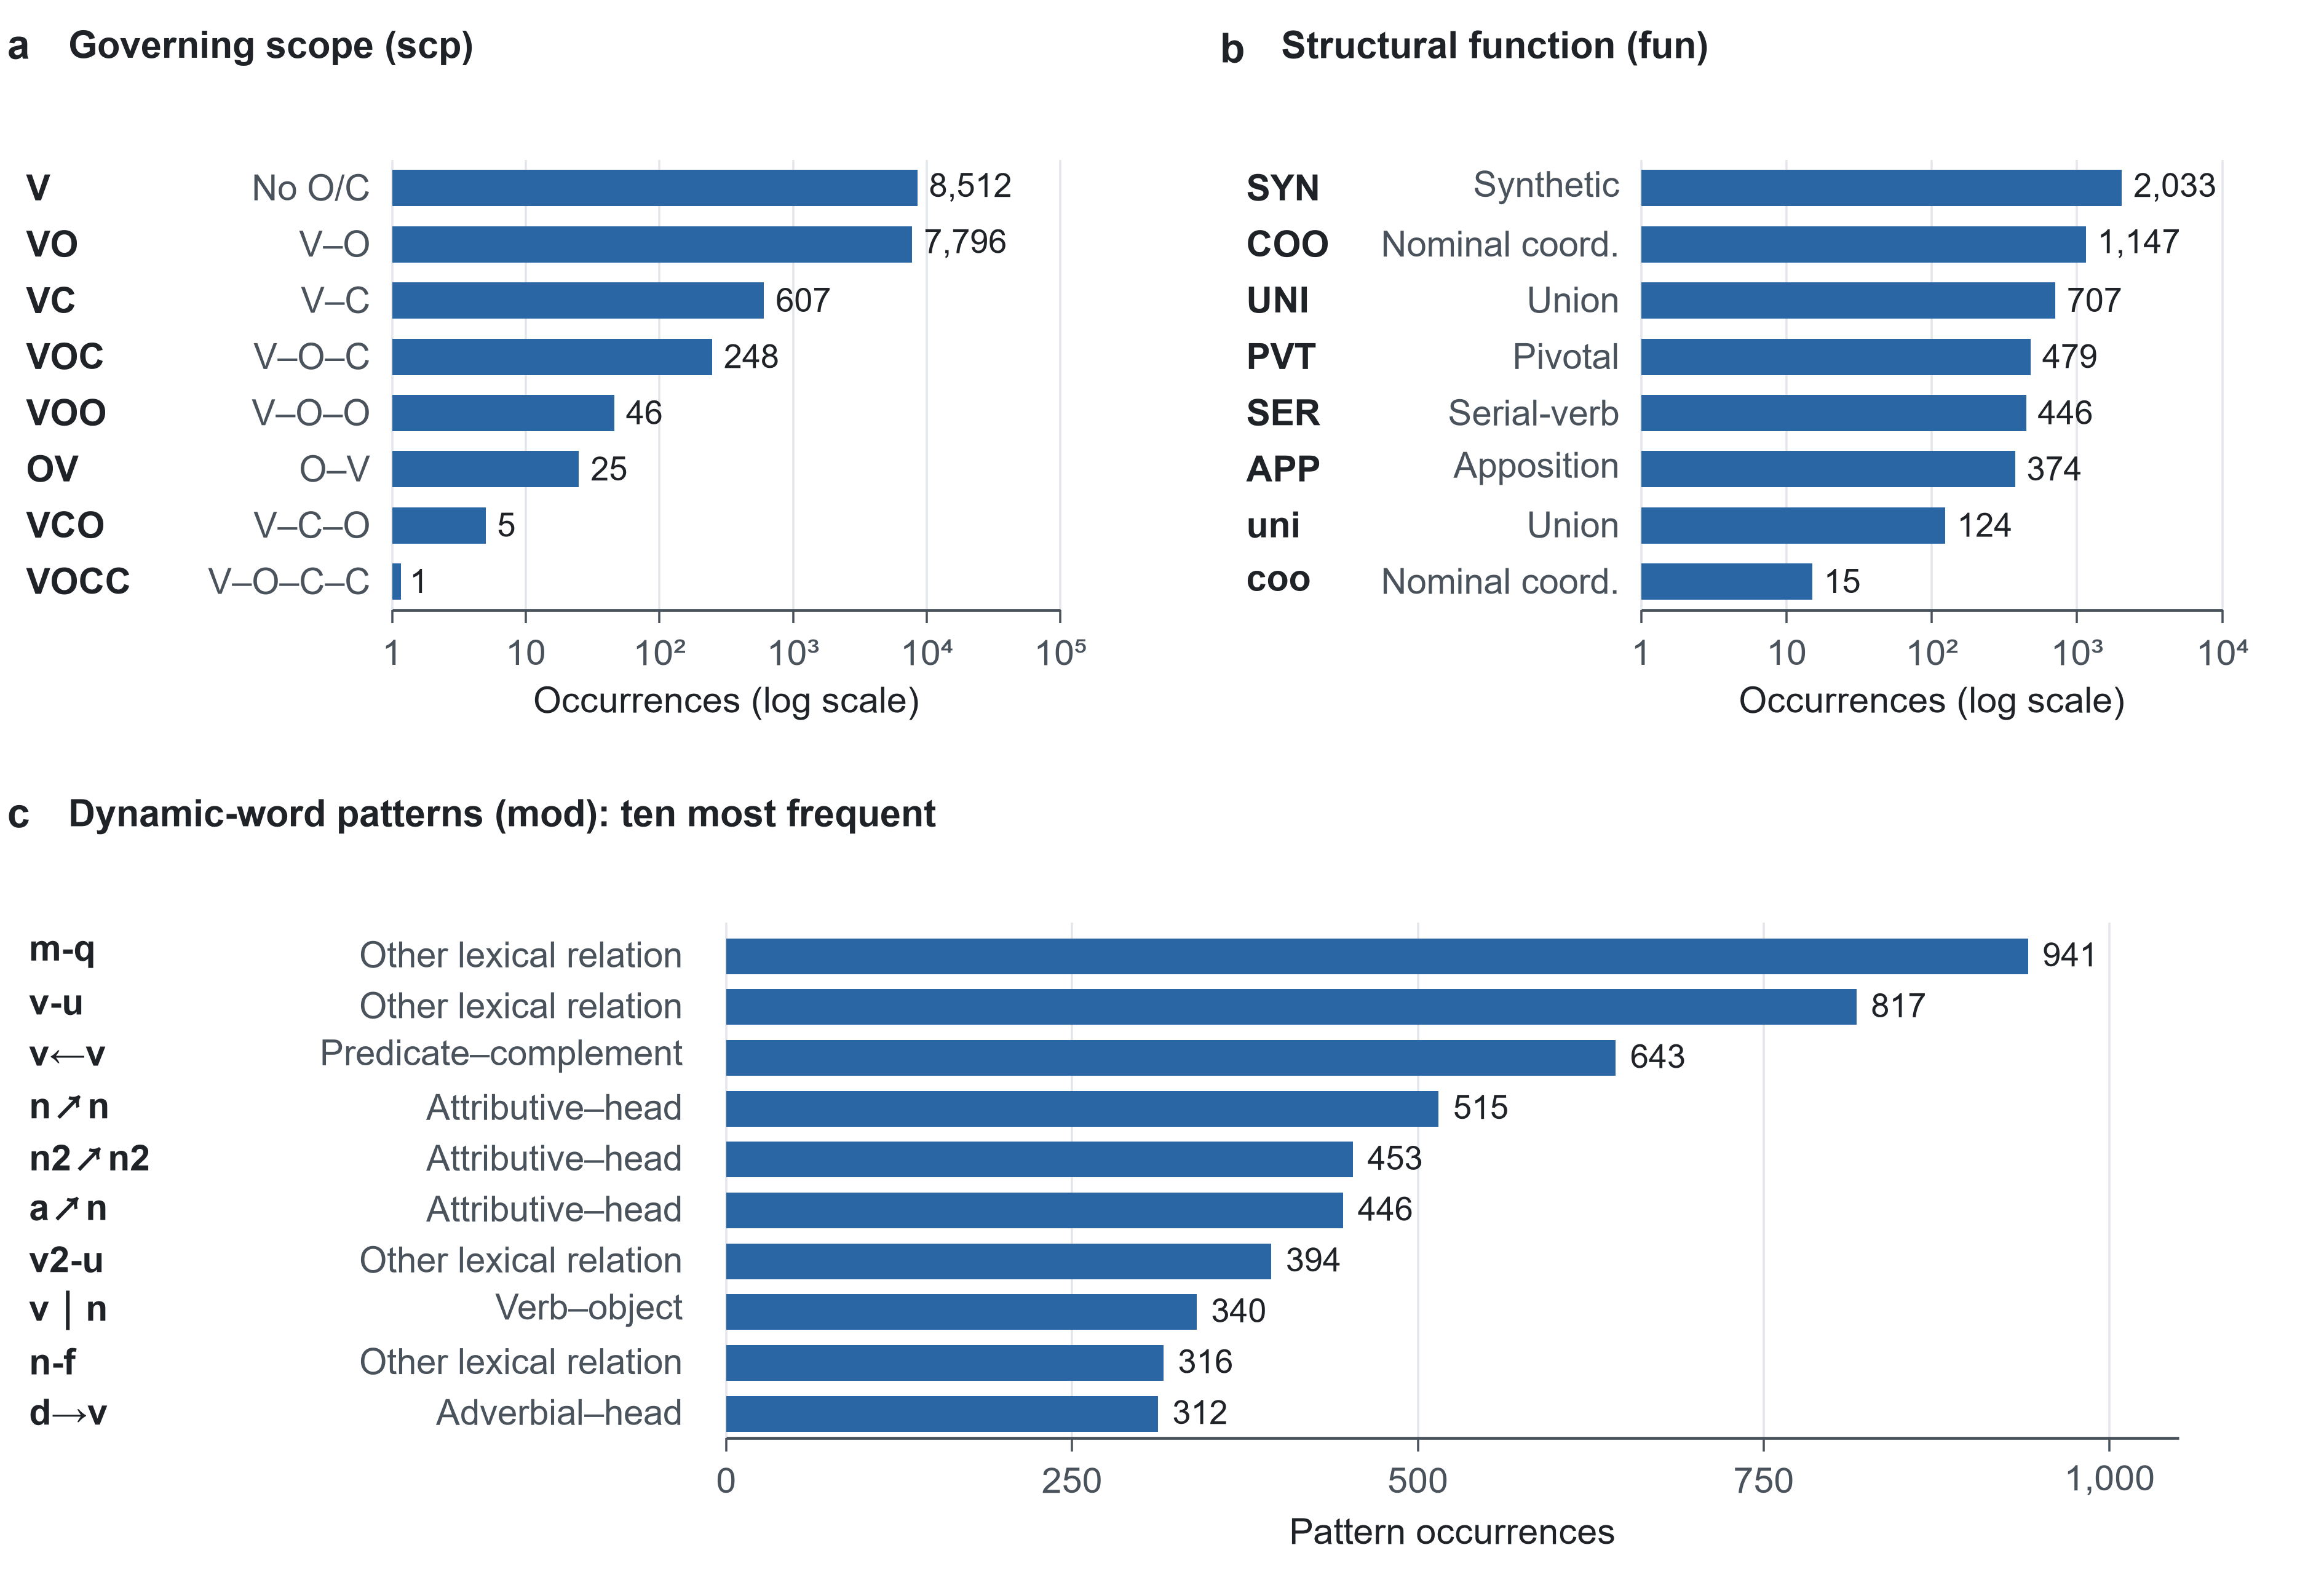 a Governing scope (scp)
V No O/C 8,512
VO V–O 7,796
VC V–C 607
VOC V–O–C 248
VOO V–O–O 46
OV O–V 25
VCO V–C–O 5
VOCC V–O–C–C 1
1 10 10² 10³ 10⁴ 10⁵
Occurrences (log scale)
b Structural function (fun)
SYN Synthetic 2,033
COO Nominal coord. 1,147
UNI Union 707
PVT Pivotal 479
SER Serial-verb 446
APP Apposition 374
uni Union 124
coo Nominal coord. 15
1 10 10² 10³ 10⁴
Occurrences (log scale)
c Dynamic-word patterns (mod): ten most frequent
m-q Other lexical relation 941
v-u Other lexical relation 817
v←v Predicate–complement 643
n↗n Attributive–head 515
n2↗n2 Attributive–head 453
a↗n Attributive–head 446
v2-u Other lexical relation 394
v│n Verb–object 340
n-f Other lexical relation 316
d→v Adverbial–head 312
0 250 500 750 1,000
Pattern occurrences